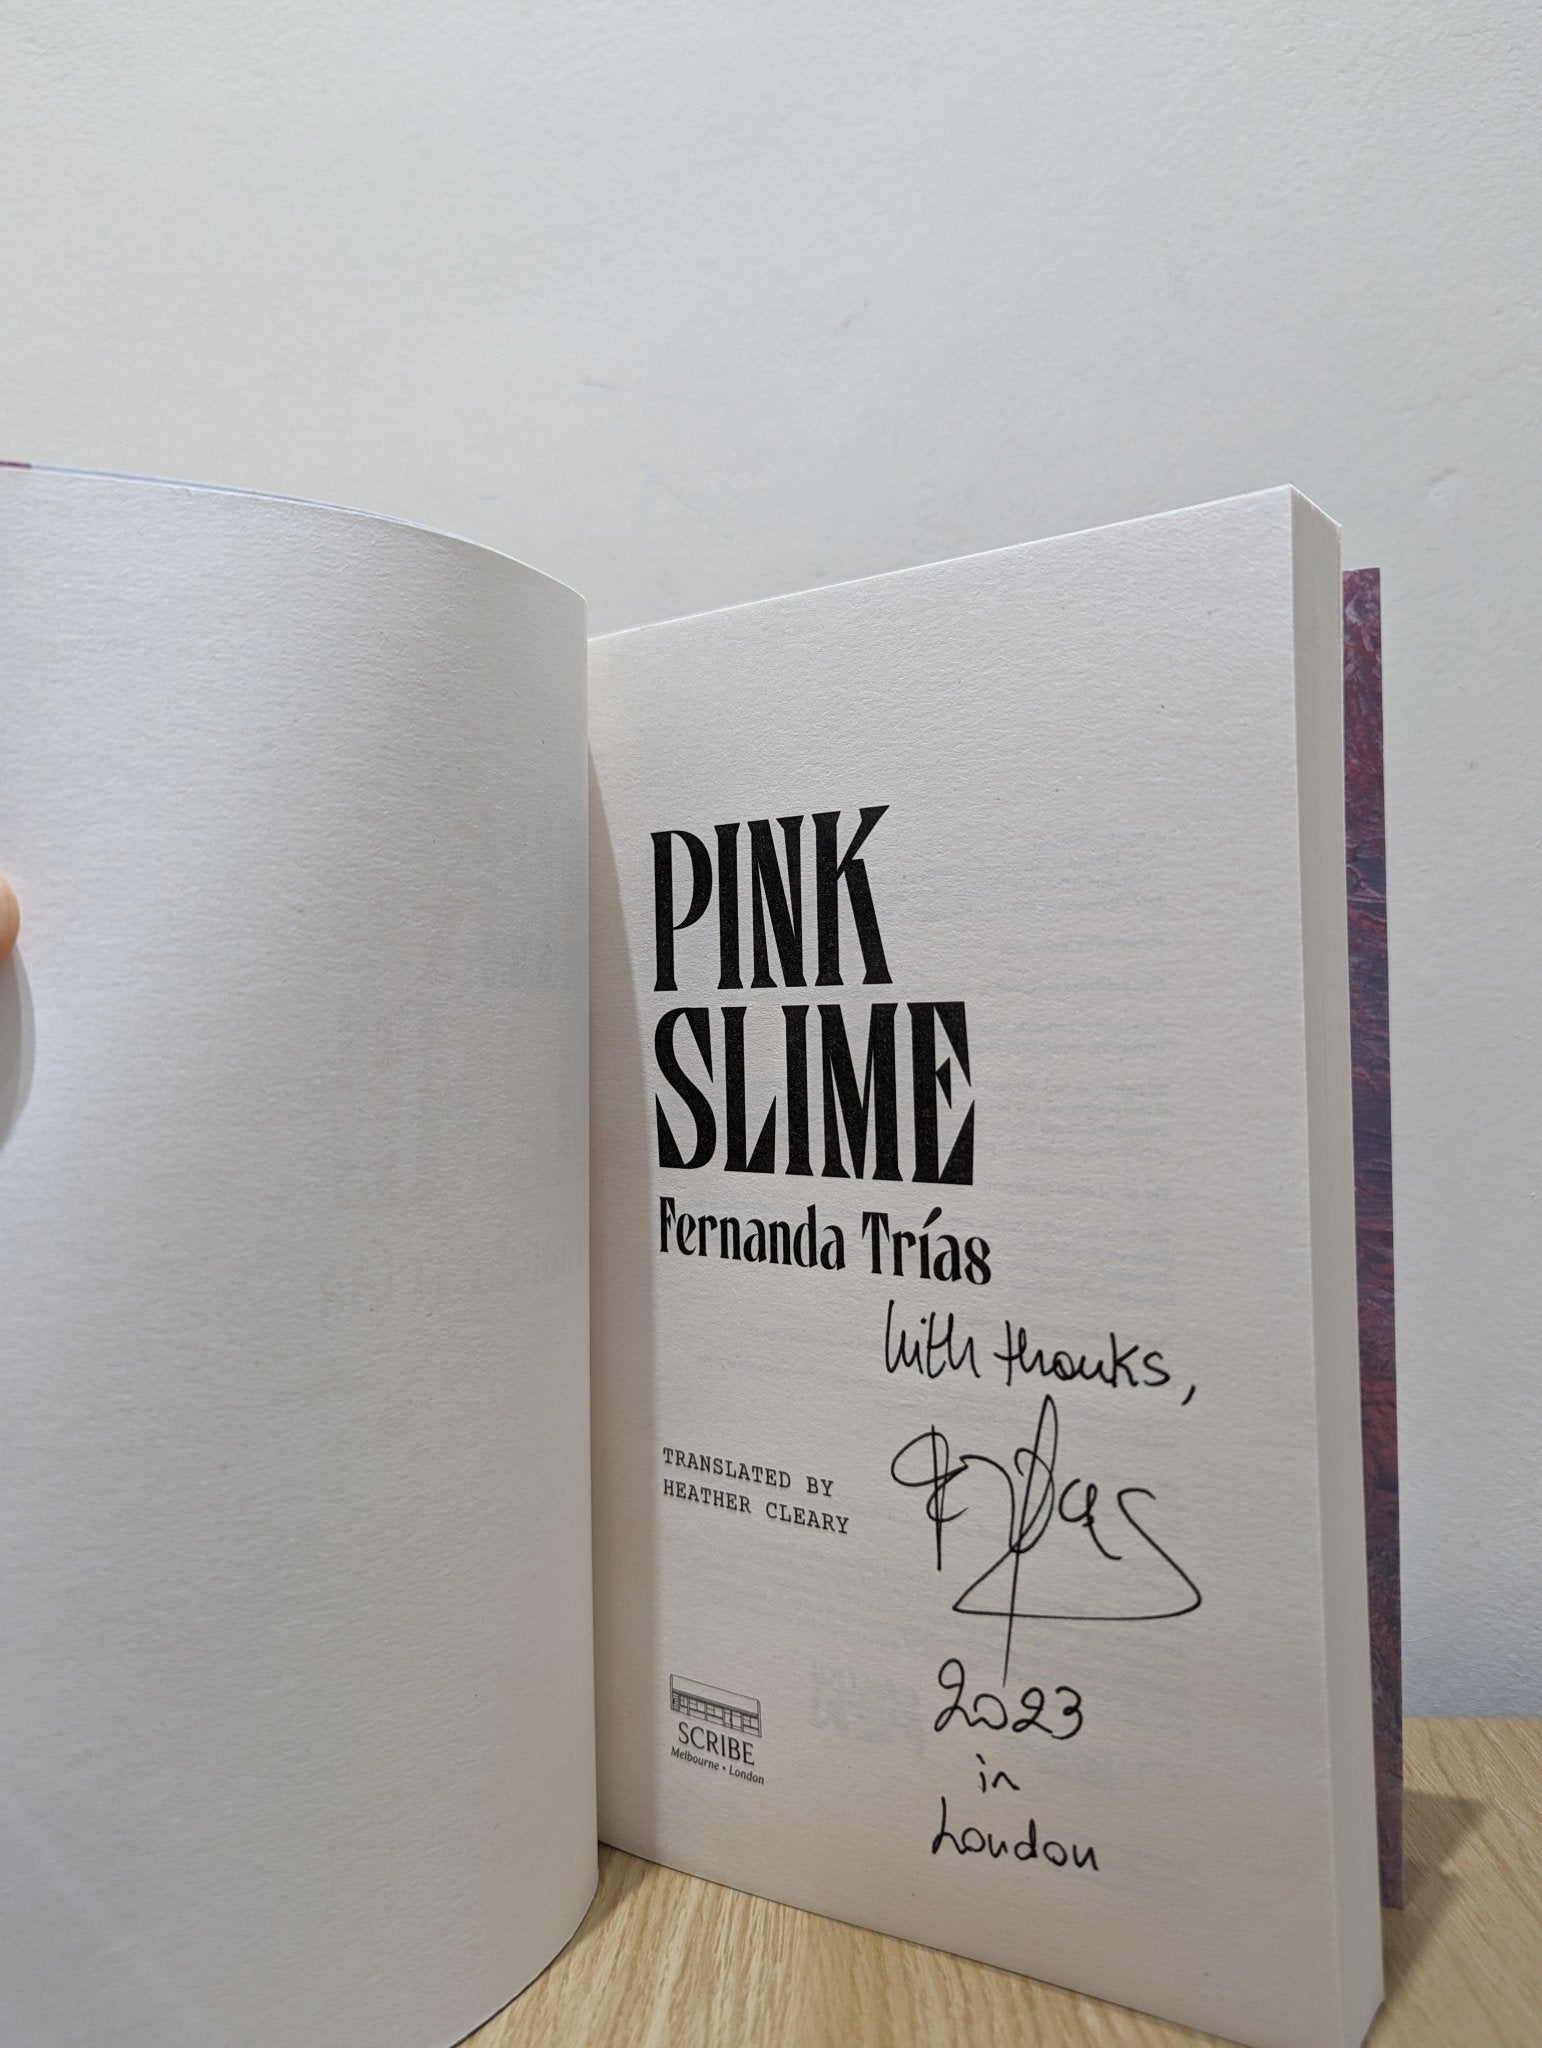 PINK
SLIME
Fernanda Trías
With thanks,
TRANSLATED BY
HEATHER CLEARY
2023
in
London
SCRIBE
Melbourne • London